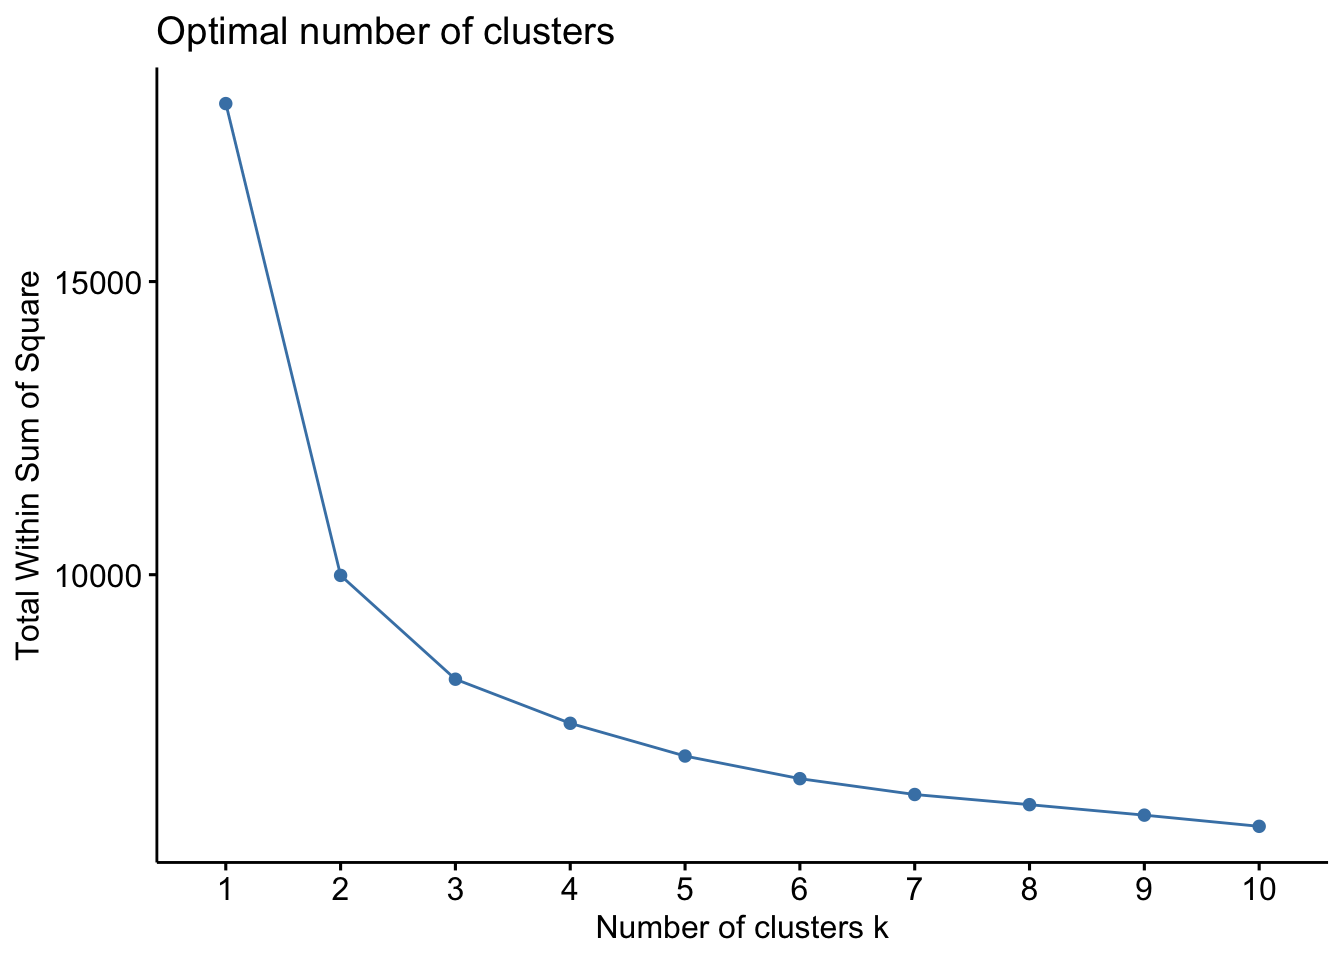 Optimal number of clusters
Total Within Sum of Square
15000
10000
1 2 3 4 5 6 7 8 9 10
Number of clusters k